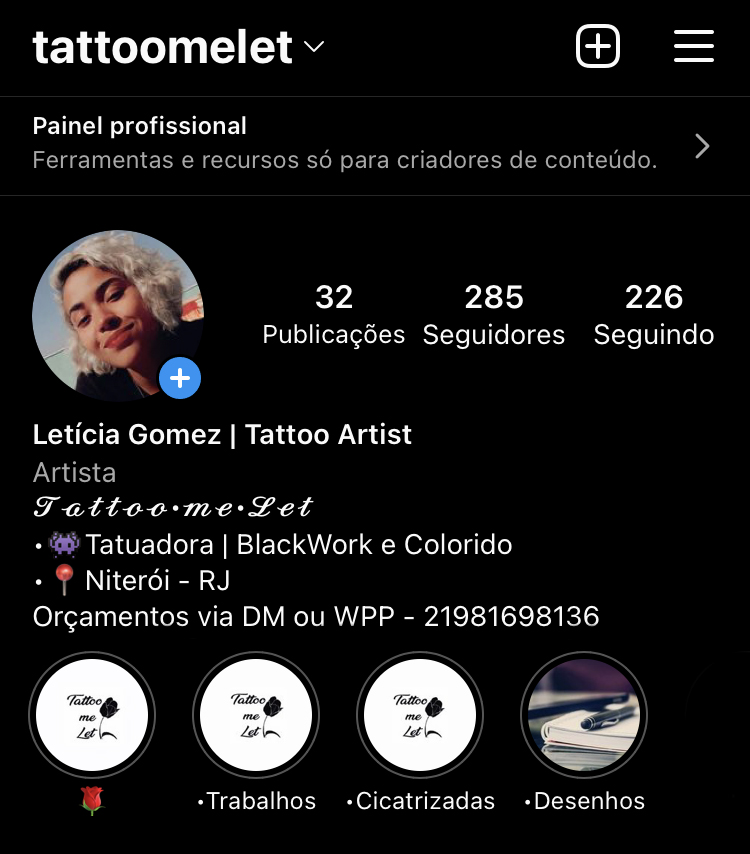 tattoomelet
Painel profissional
Ferramentas e recursos só para criadores de conteúdo.
32
285
226
Publicações
Seguidores
Seguindo
Letícia Gomez | Tattoo Artist
Artista
𝒯𝒶𝓉𝓉ℴℴ•𝓂ℯ•ℒℯ𝓉
•👾Tatuadora | BlackWork e Colorido
•📍Niterói - RJ
Orçamentos via DM ou WPP - 21981698136
Tattoo
me
Let
Tattoo
me
Let
Tattoo
me
Let
🌹
•Trabalhos
•Cicatrizadas
•Desenhos